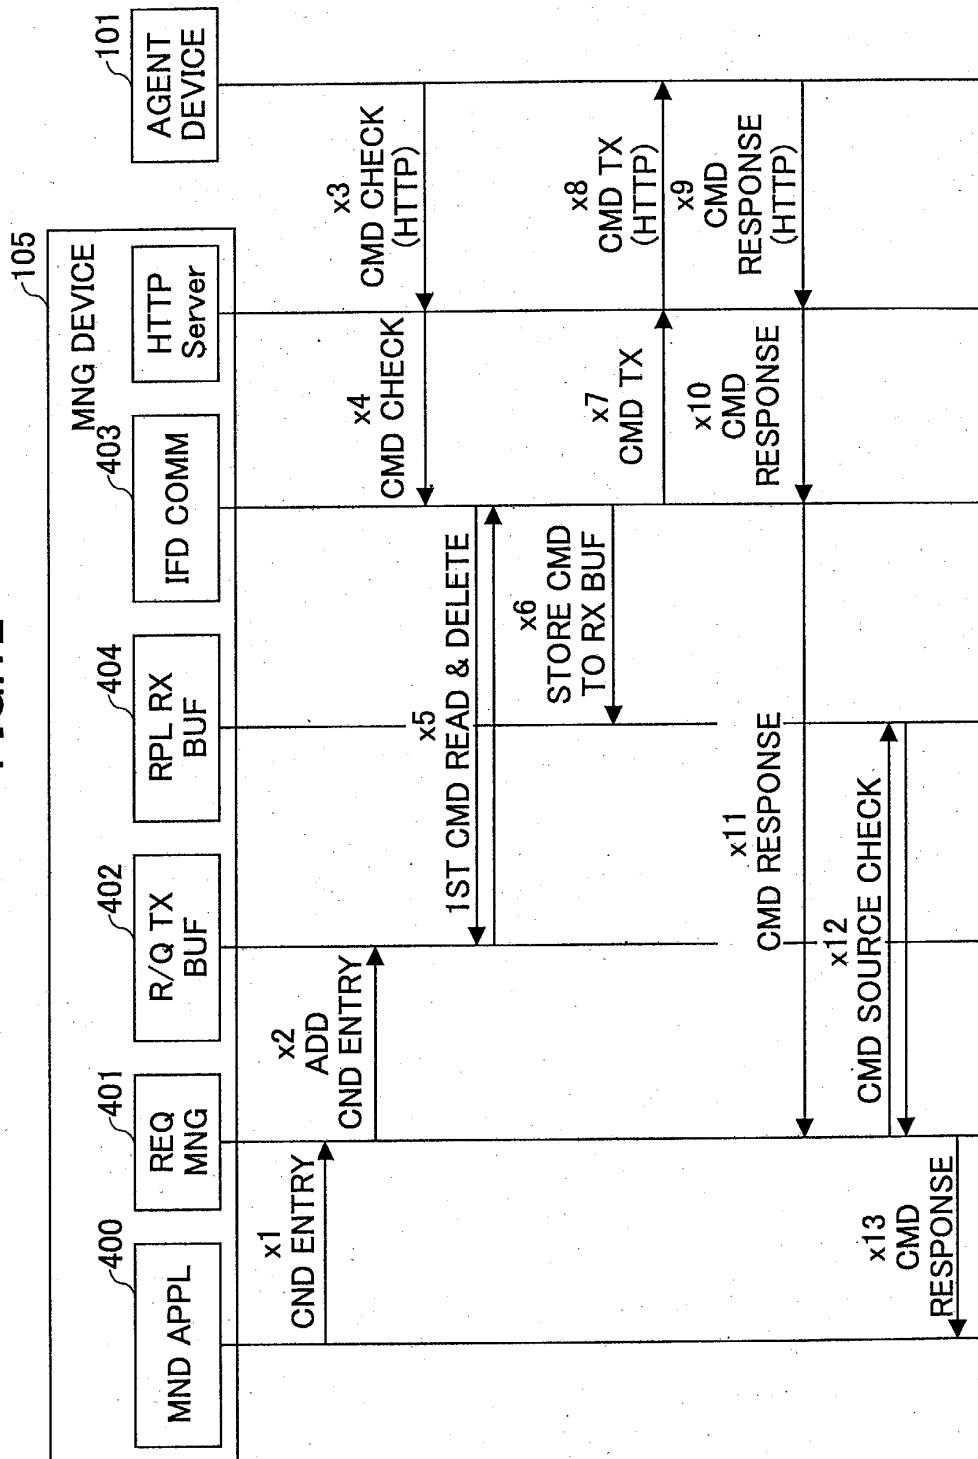 105
MNG DEVICE
400
MND APPL
401
REQ
MNG
402
R/Q TX
BUF
404
RPL RX
BUF
403
IFD COMM
HTTP
Server
101
AGENT
DEVICE
x1
CND ENTRY
x2
ADD
CND ENTRY
x3
CMD CHECK
(HTTP)
x4
CMD CHECK
x5
1ST CMD READ & DELETE
x6
STORE CMD
TO RX BUF
x7
CMD TX
x8
CMD TX
(HTTP)
x9
CMD
RESPONSE
(HTTP)
x10
CMD
RESPONSE
x11
CMD RESPONSE
x12
CMD SOURCE CHECK
x13
CMD
RESPONSE